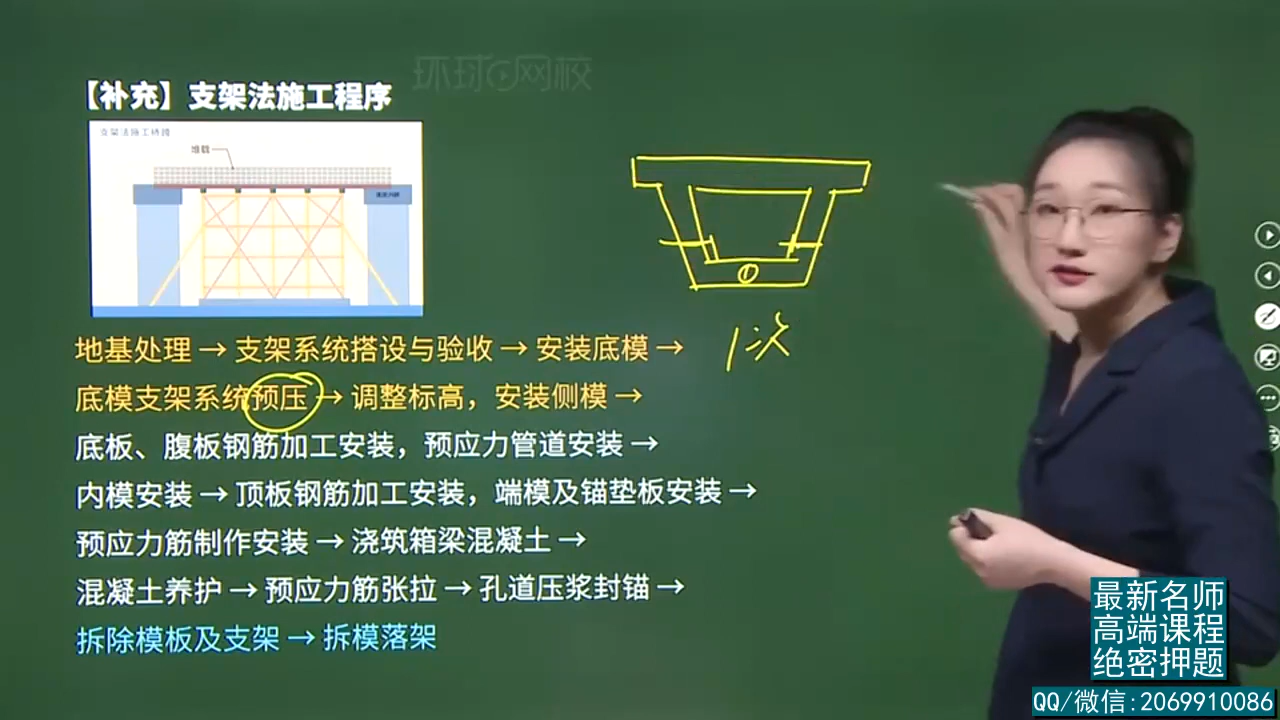 环球网校
【补充】支架法施工程序
支架法施工桥跨
堆载
地基处理→支架系统搭设与验收→安装底模→
底模支架系统预压→调整标高，安装侧模→
底板、腹板钢筋加工安装，预应力管道安装→
内模安装→顶板钢筋加工安装，端模及锚垫板安装→
预应力筋制作安装→浇筑箱梁混凝土→
混凝土养护→预应力筋张拉→孔道压浆封锚→
拆除模板及支架→拆模落架
①
1次
最新名师
高端课程
绝密押题
QQ/微信:2069910086